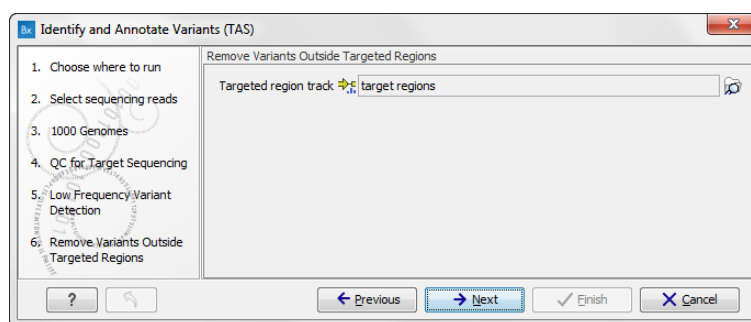 Bx Identify and Annotate Variants (TAS)
Remove Variants Outside Targeted Regions
1. Choose where to run
2. Select sequencing reads
3. 1000 Genomes
4. QC for Target Sequencing
5. Low Frequency Variant
Detection
6. Remove Variants Outside
Targeted Regions
Targeted region track target regions
? Previous Next Finish Cancel